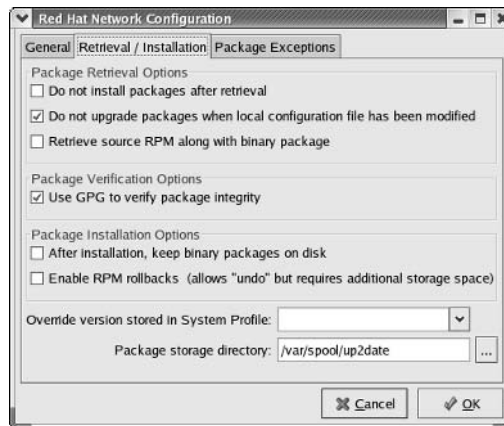 Red Hat Network Configuration
General Retrieval / Installation Package Exceptions
Package Retrieval Options
Do not install packages after retrieval
Do not upgrade packages when local configuration file has been modified
Retrieve source RPM along with binary package
Package Verification Options
Use GPG to verify package integrity
Package Installation Options
After installation, keep binary packages on disk
Enable RPM rollbacks (allows "undo" but requires additional storage space)
Override version stored in System Profile:
Package storage directory: /var/spool/up2date ...
Cancel OK